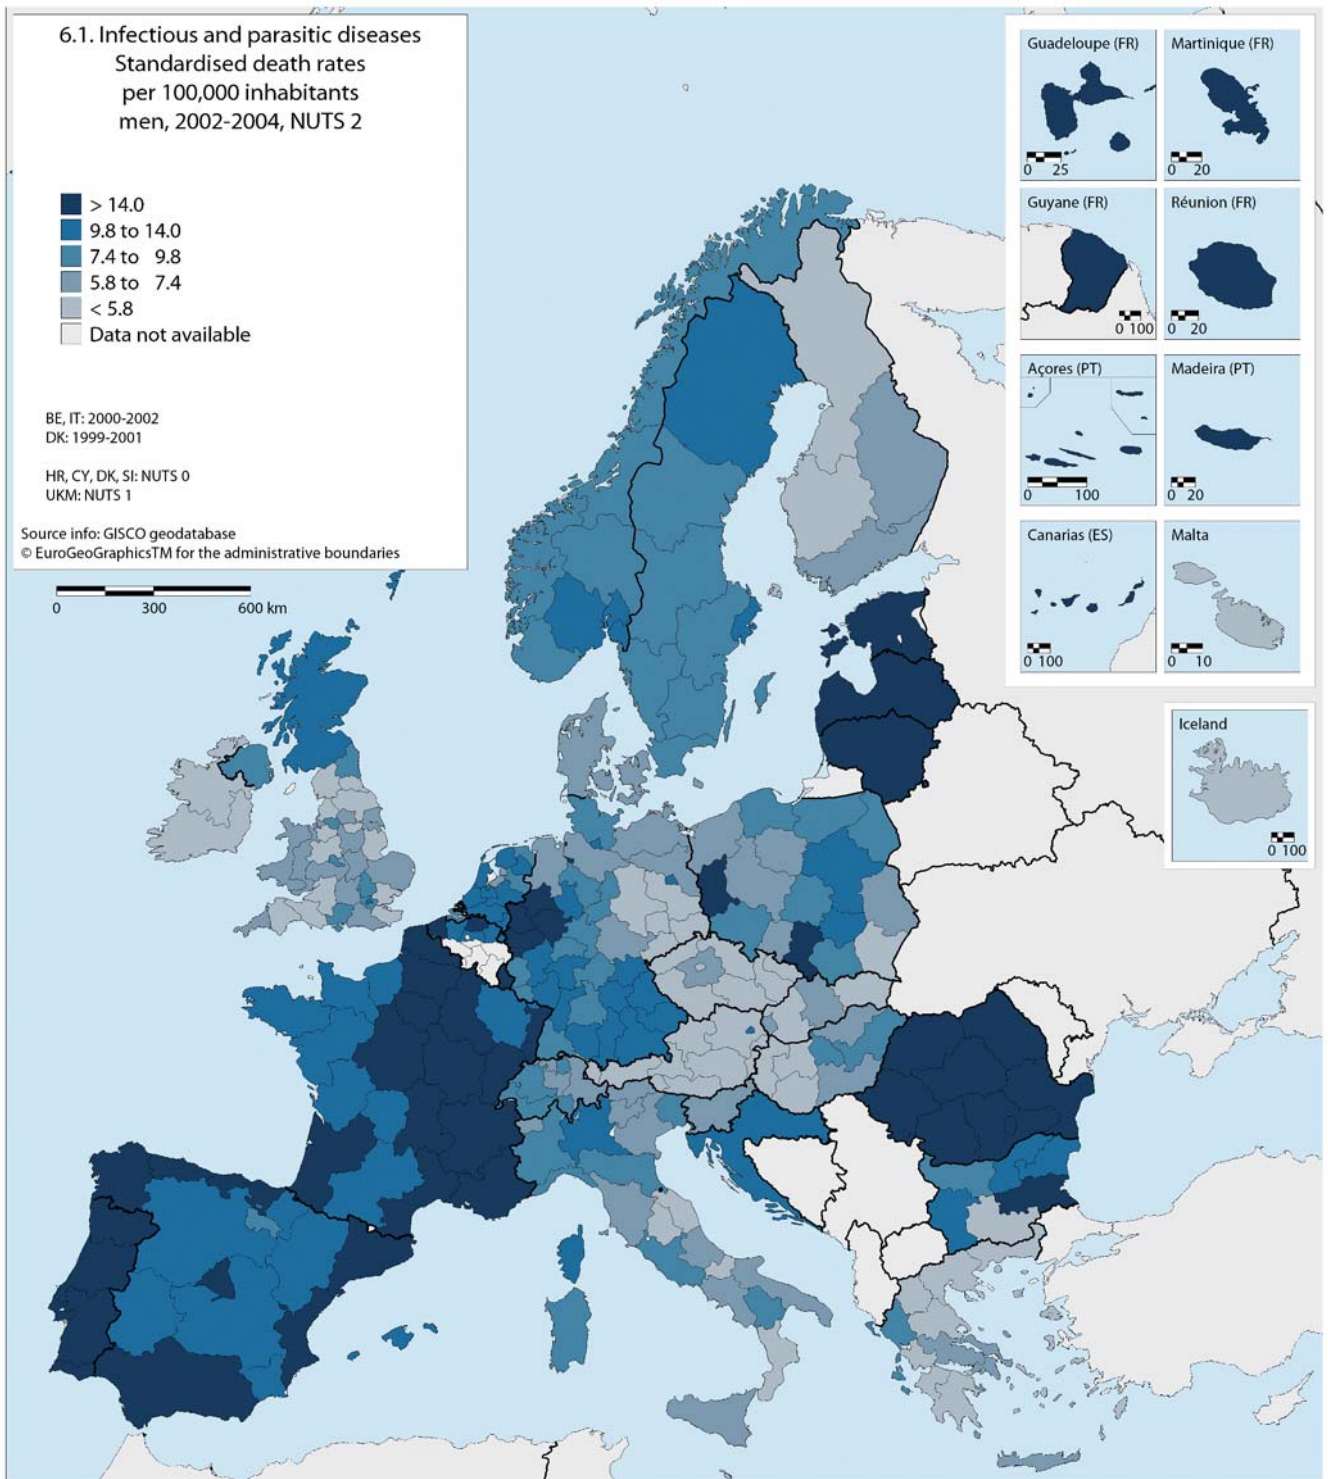 6.1. Infectious and parasitic diseases
Standardised death rates
per 100,000 inhabitants
men, 2002-2004, NUTS 2
> 14.0
9.8 to 14.0
7.4 to 9.8
5.8 to 7.4
< 5.8
Data not available
BE, IT: 2000-2002
DK: 1999-2001
HR, CY, DK, SI: NUTS 0
UKM: NUTS 1
Source info: GISCO geodatabase
© EuroGeoGraphicsTM for the administrative boundaries
0 300 600 km
Guadeloupe (FR)
0 25
Martinique (FR)
0 20
Guyane (FR)
0 100
Réunion (FR)
0 20
Açores (PT)
0 100
Madeira (PT)
0 20
Canarias (ES)
0 100
Malta
0 10
Iceland
0 100